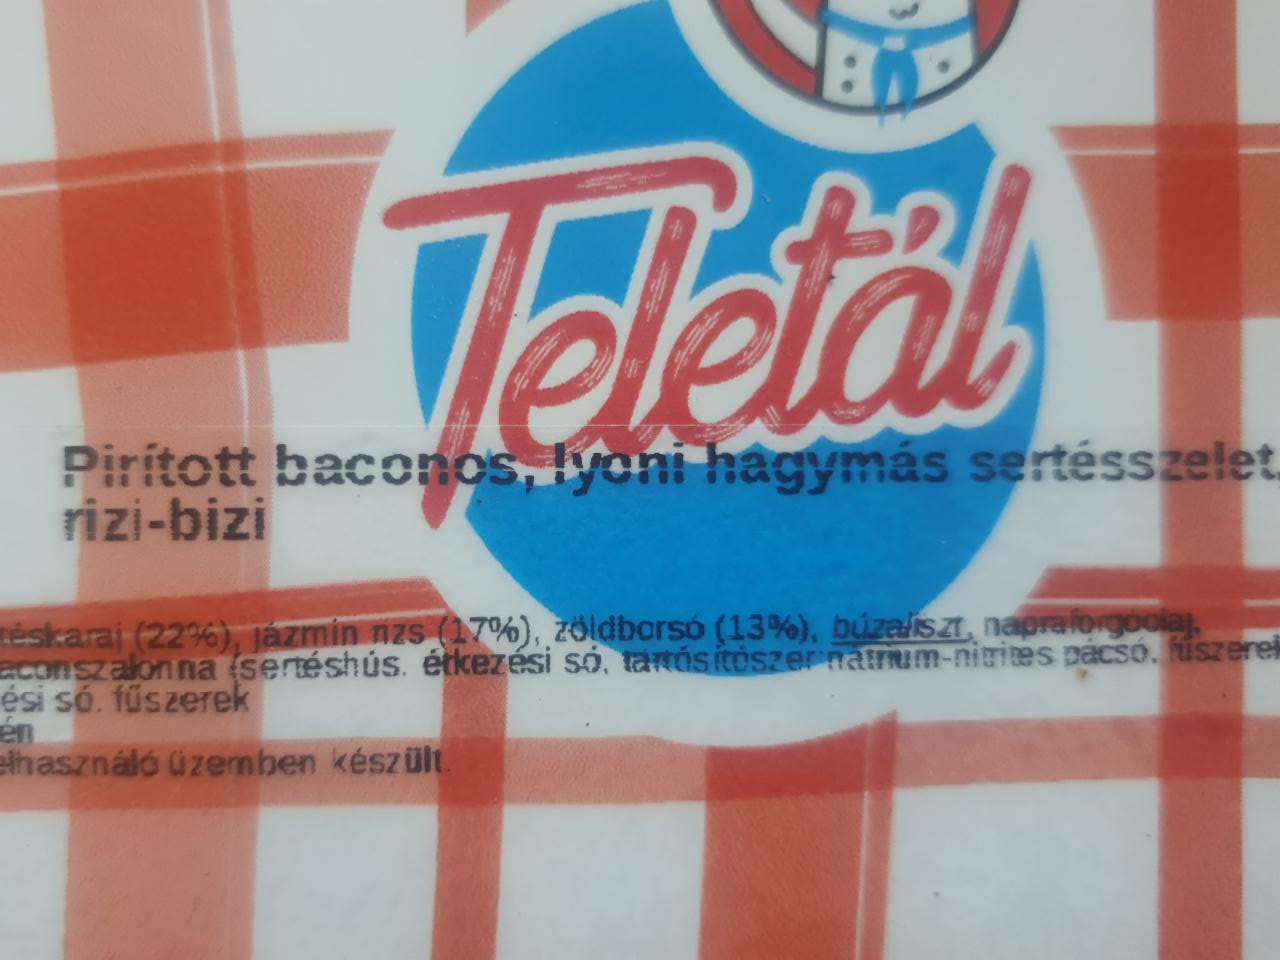 Teletál
Pirított baconos, lyoni hagymás sertésszelet,
rizi-bizi
téskaraj (22%), jázmin rizs (17%), zöldborsó (13%), búzaliszt, napraforgóolaj,
aconszalonna (sertéshús, étkezési só, tartósítószer nátrium-nitrites pácsó, fűszerek
ési só, fűszerek
én
elhasználó üzemben készült.